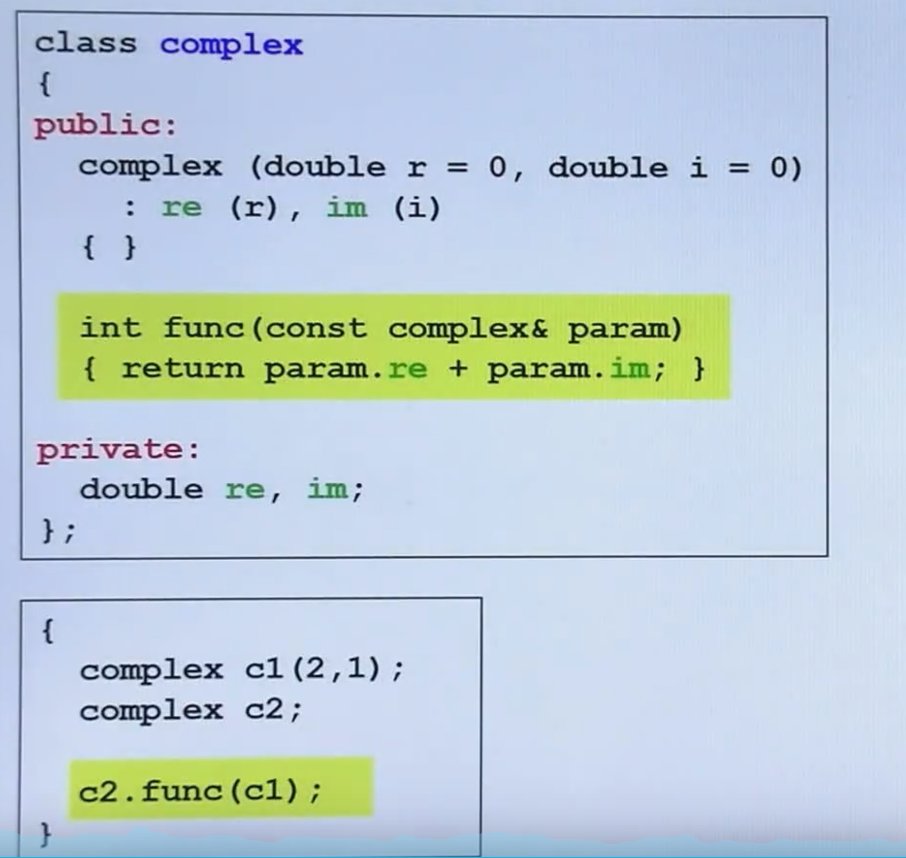 class complex
{
public:
complex (double r = 0, double i = 0)
: re (r), im (i)
{ }
int func(const complex& param)
{ return param.re + param.im; }
private:
double re, im;
};
{
complex c1(2,1);
complex c2;
c2.func(c1);
}